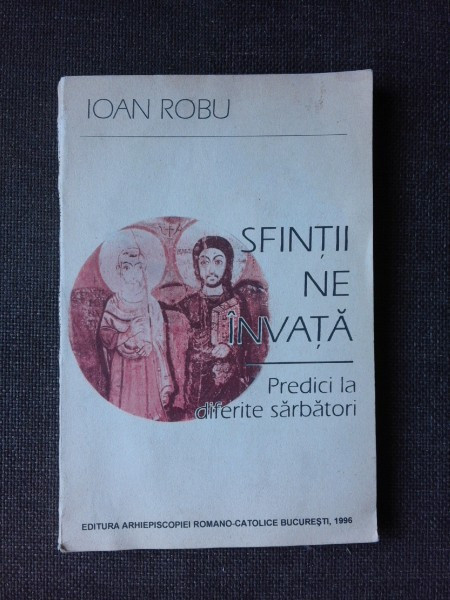 IOAN ROBU
SFINȚII
NE
ÎNVAȚĂ
Predici la
diferite sărbători
EDITURA ARHIEPISCOPIEI ROMANO-CATOLICE BUCUREȘTI, 1996